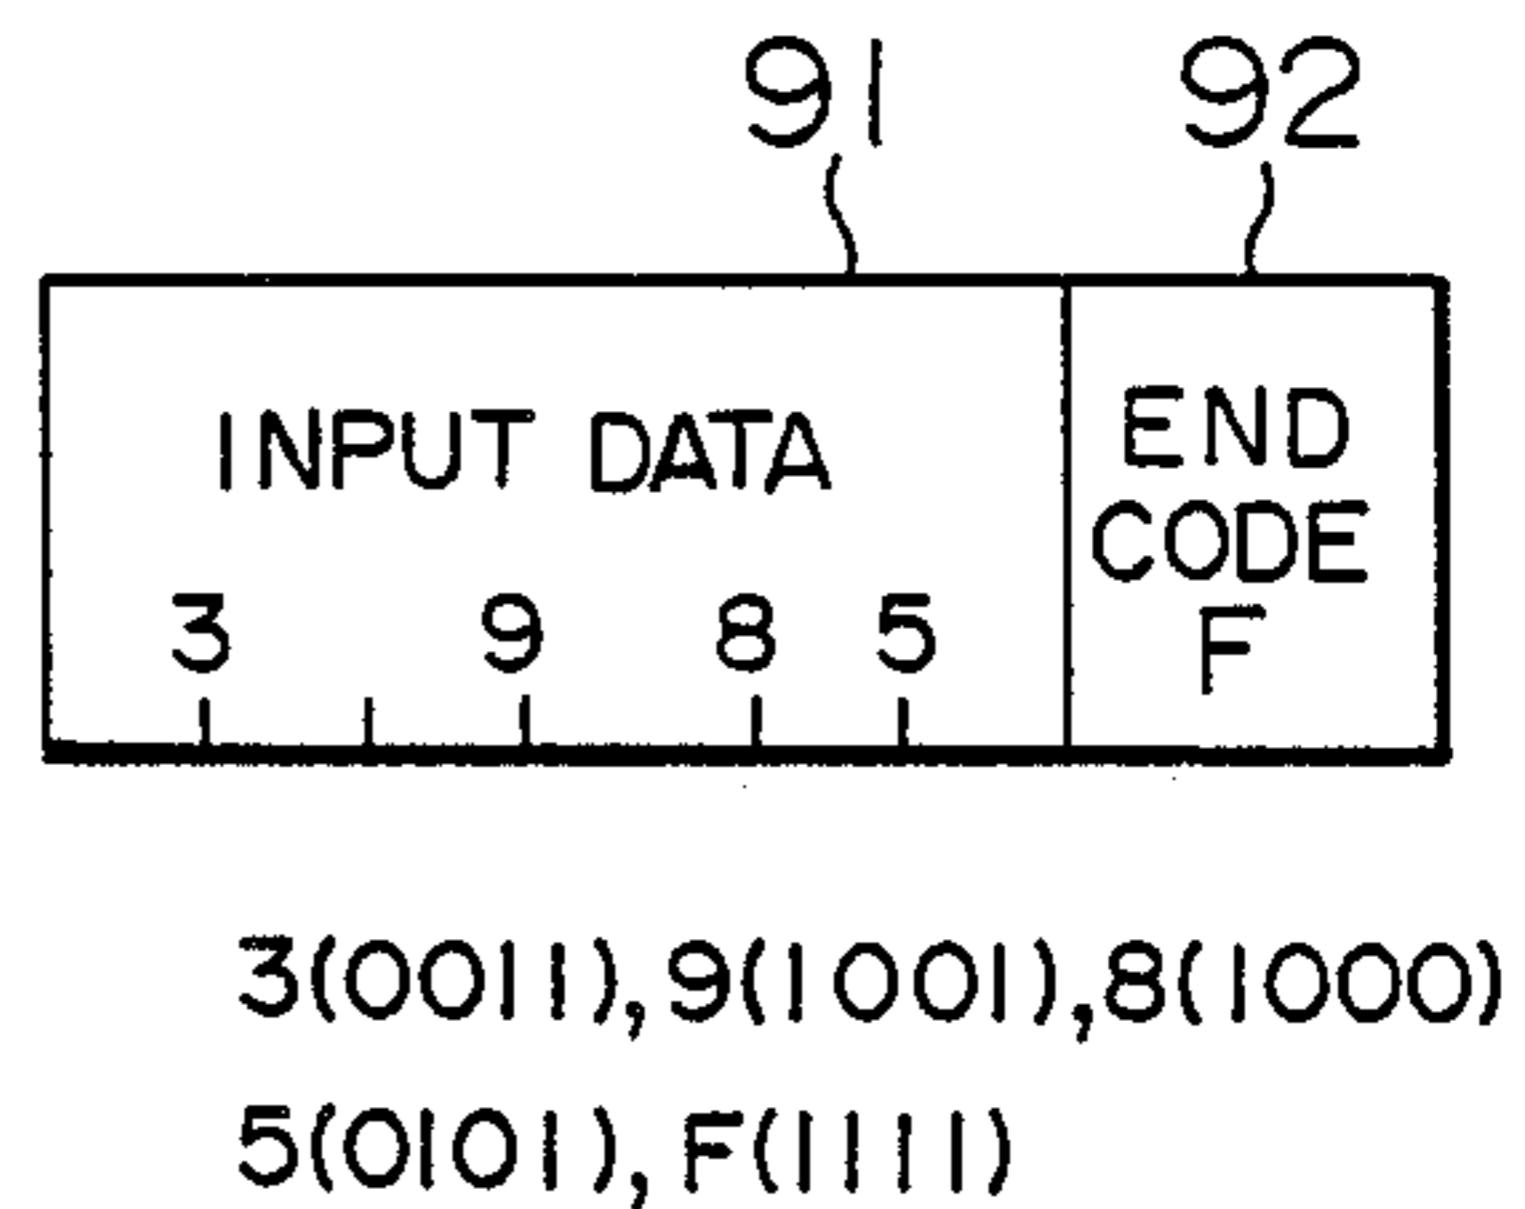 91 92
INPUT DATA
3 9 8 5
END
CODE
F
3(0011),9(1001),8(1000)
5(0101),F(1111)